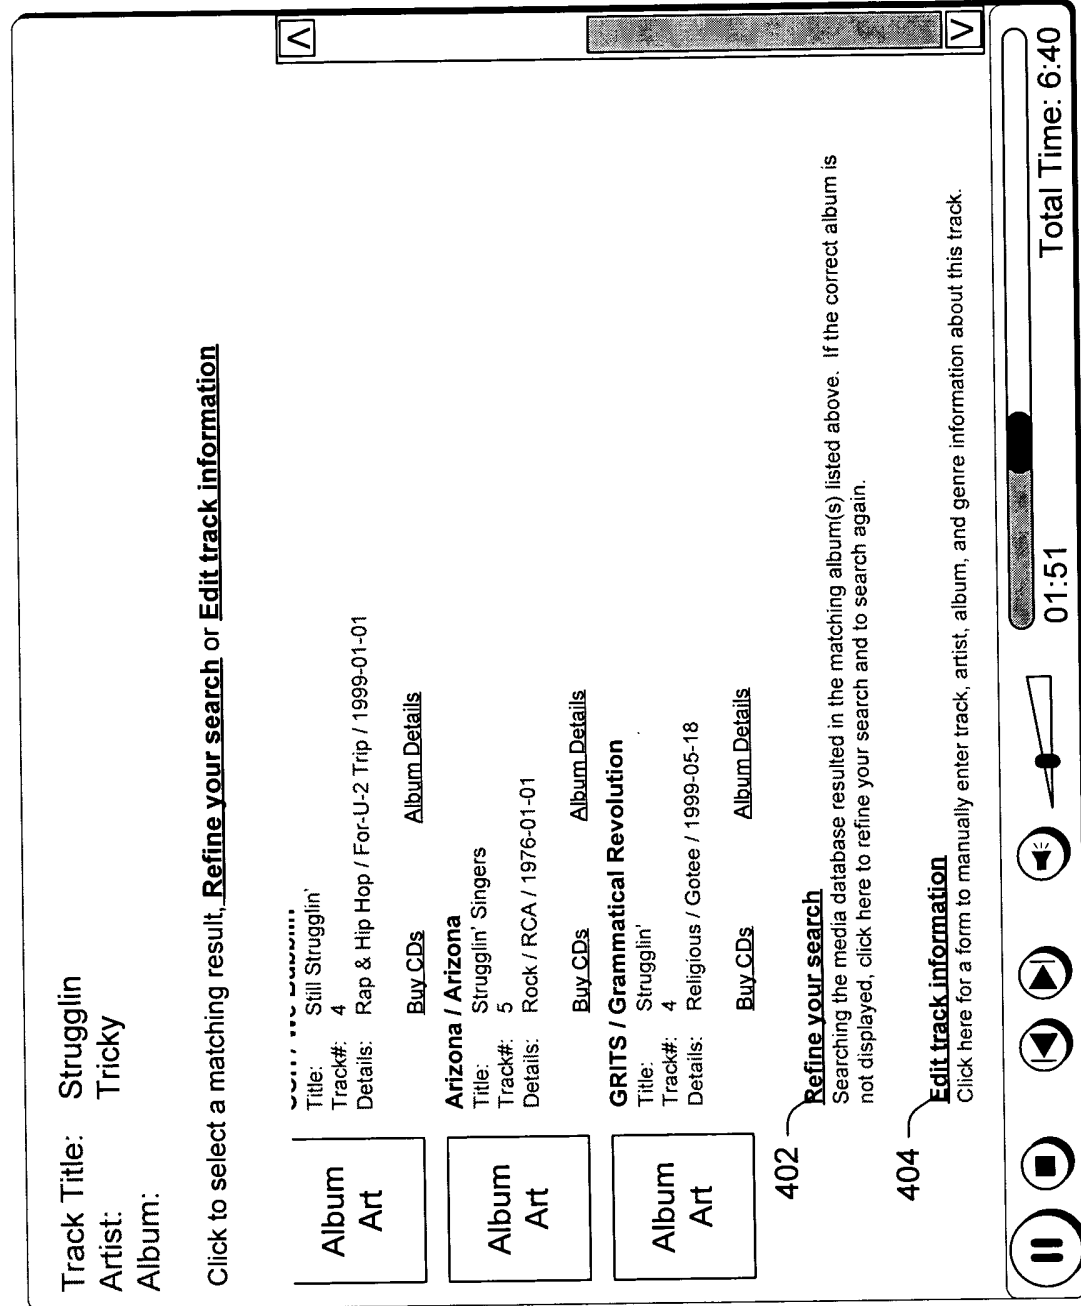 Track Title: Strugglin
Artist: Tricky
Album:
Click to select a matching result, Refine your search or Edit track information
Album
Art
Title: Still Strugglin'
Track#: 4
Details: Rap & Hip Hop / For-U-2 Trip / 1999-01-01
Buy CDs Album Details
Album
Art
Arizona / Arizona
Title: Strugglin' Singers
Track#: 5
Details: Rock / RCA / 1976-01-01
Buy CDs Album Details
Album
Art
GRITS / Grammatical Revolution
Title: Strugglin'
Track#: 4
Details: Religious / Gotee / 1999-05-18
Buy CDs Album Details
402
Refine your search
Searching the media database resulted in the matching album(s) listed above. If the correct album is
not displayed, click here to refine your search and to search again.
404
Edit track information
Click here for a form to manually enter track, artist, album, and genre information about this track.
01:51 Total Time: 6:40